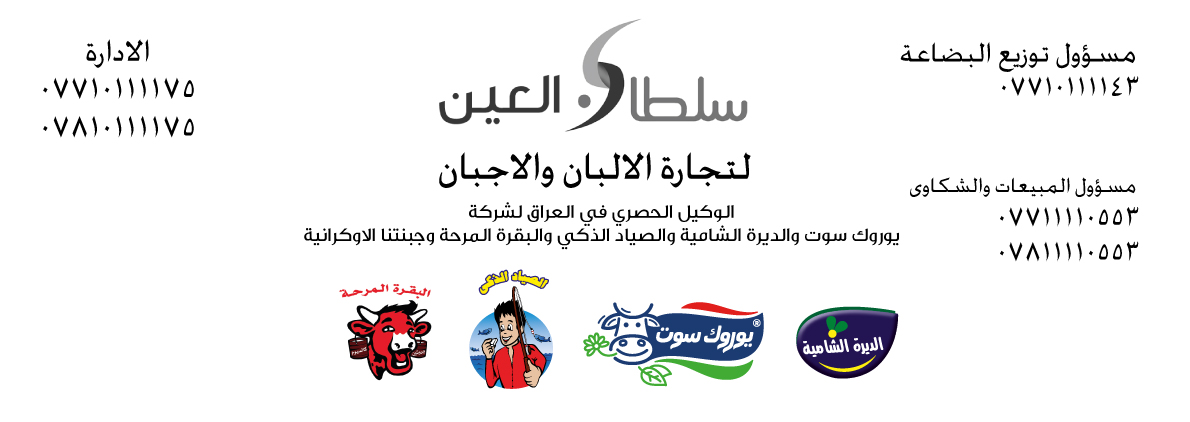 مسؤول توزيع البضاعة
٠٧٧١٠١١١١٤٣
سلطان العين
الادارة
٠٧٧١٠١١١١٧٥
٠٧٨١٠١١١١٧٥
لتجارة الالبان والاجبان
مسؤول المبيعات والشكاوى
٠٧٧١١١١٠٥٥٣
٠٧٨١١١١٠٥٥٣
الوكيل الحصري في العراق لشركة
يوروك سوت والديرة الشامية والصياد الذكي والبقرة المرحة وجبنتنا الاوكرانية
الديرة الشامية
يوروك سوت®
الصياد الذكي
البقرة المرحة